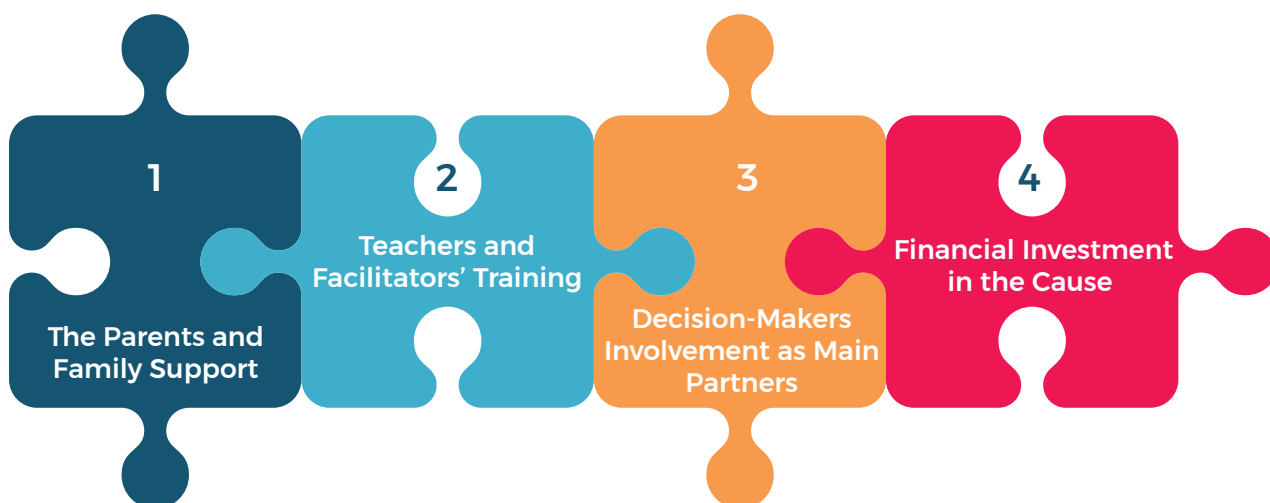 1
The Parents and
Family Support
2
Teachers and
Facilitators’ Training
3
Decision-Makers
Involvement as Main
Partners
4
Financial Investment
in the Cause